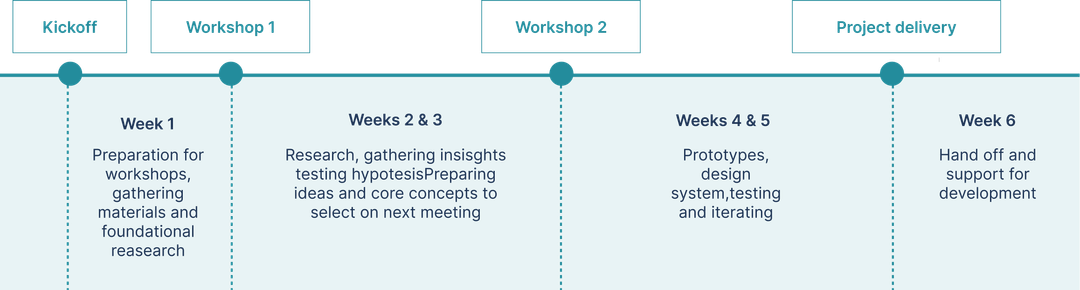 Kickoff
Workshop 1
Workshop 2
Project delivery
Week 1
Preparation for
workshops,
gathering
materials and
foundational
reasearch
Weeks 2 & 3
Research, gathering insisghts
testing hypotesisPreparing
ideas and core concepts to
select on next meeting
Weeks 4 & 5
Prototypes,
design
system,testing
and iterating
Week 6
Hand off and
support for
development